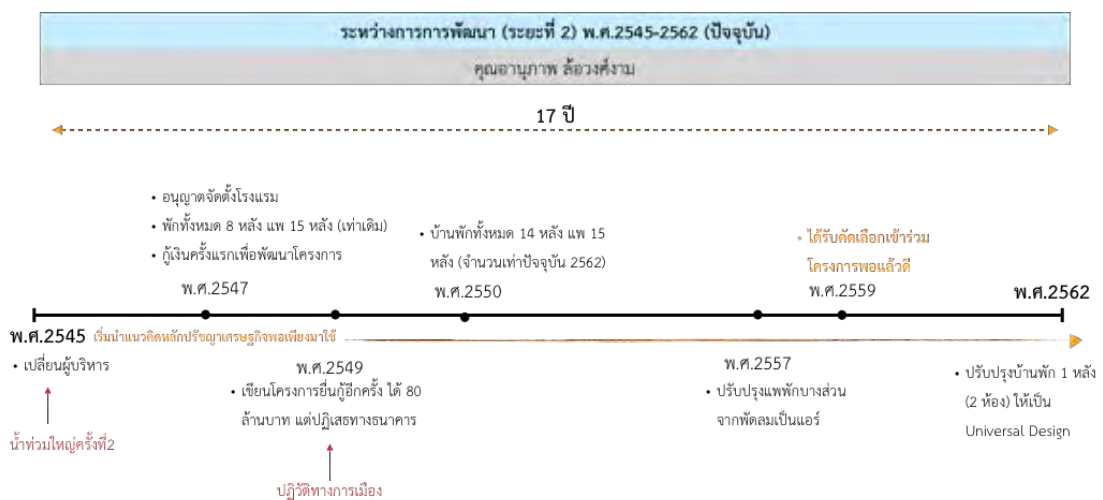 ระหว่างการการพัฒนา (ระยะที่ 2) พ.ศ.2545-2562 (ปัจจุบัน)
คุณอานุภาพ ล้อวงศ์งาม
17 ปี
• อนุญาตจัดตั้งโรงแรม
• พักทั้งหมด 8 หลัง แพ 15 หลัง (เท่าเดิม)
• กู้เงินครั้งแรกเพื่อพัฒนาโครงการ
พ.ศ.2547
• บ้านพักทั้งหมด 14 หลัง แพ 15
หลัง (จำนวนเท่าปัจจุบัน 2562)
พ.ศ.2550
• ได้รับคัดเลือกเข้าร่วม
โครงการพอแล้วดี
พ.ศ.2559
พ.ศ.2562
พ.ศ.2545 เริ่มนำแนวคิดหลักปรัชญาเศรษฐกิจพอเพียงมาใช้
• เปลี่ยนผู้บริหาร
น้ำท่วมใหญ่ครั้งที่2
พ.ศ.2549
• เขียนโครงการยื่นกู้อีกครั้ง ได้ 80
ล้านบาท แต่ปฏิเสธทางธนาคาร
ปฎิวัติทางการเมือง
พ.ศ.2557
• ปรับปรุงแพพักบางส่วน
จากพัดลมเป็นแอร์
• ปรับปรุงบ้านพัก 1 หลัง
(2 ห้อง) ให้เป็น
Universal Design